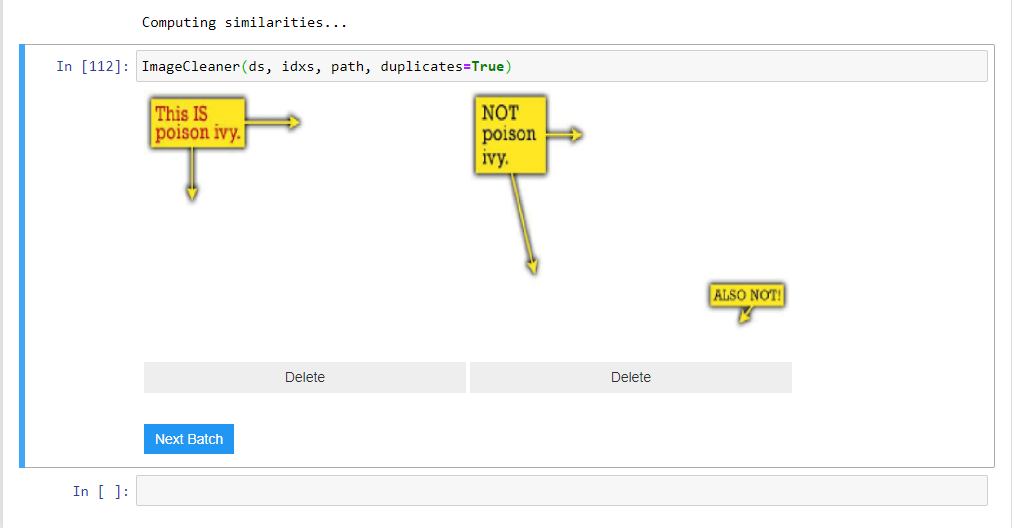 Computing similarities...
In [112]: ImageCleaner(ds, idxs, path, duplicates=True)
This IS
poison ivy.
NOT
poison
ivy.
ALSO NOT!
Delete
Delete
Next Batch
In [ ]: